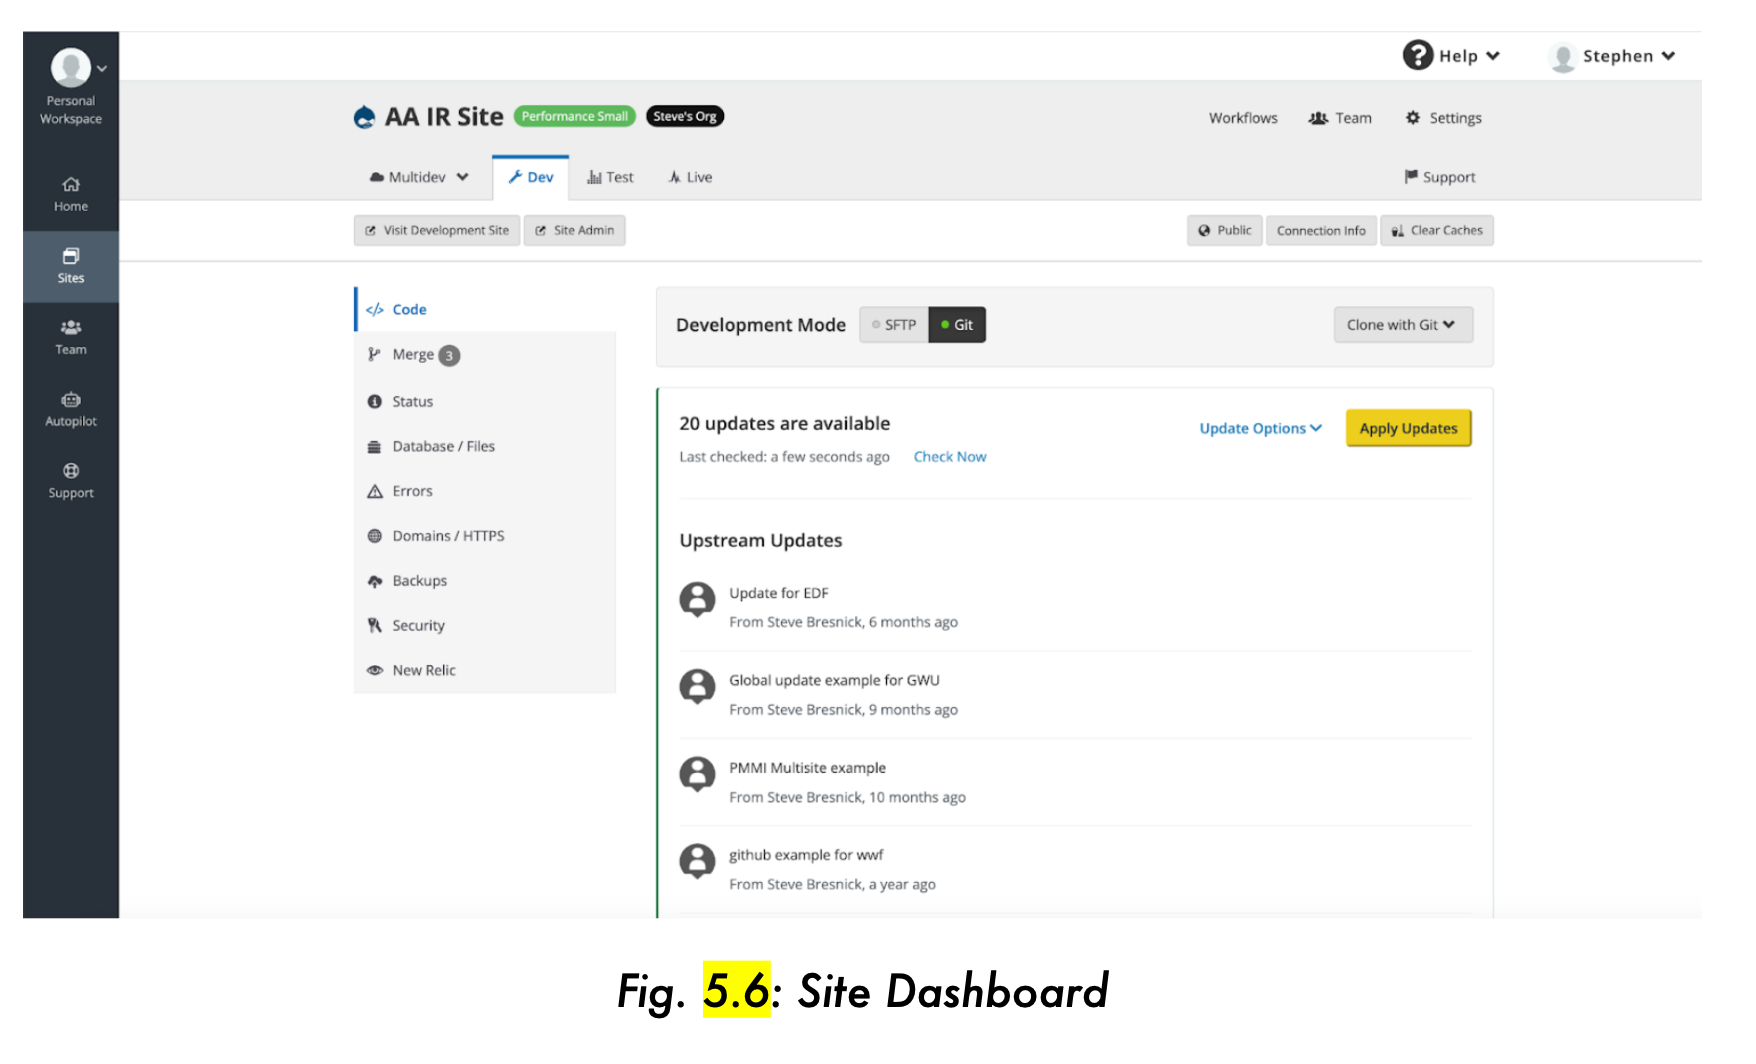 Personal
Workspace
Home
Sites
Team
Autopilot
Support
Help
Stephen
AA IR Site Performance Small Steve's Org
Workflows Team Settings
Multidev Dev Test Live Support
Visit Development Site Site Admin Public Connection Info Clear Caches
</> Code
Merge 3
Status
Database / Files
Errors
Domains / HTTPS
Backups
Security
New Relic
Development Mode SFTP Git Clone with Git
20 updates are available Update Options Apply Updates
Last checked: a few seconds ago Check Now
Upstream Updates
Update for EDF
From Steve Bresnick, 6 months ago
Global update example for GWU
From Steve Bresnick, 9 months ago
PMMI Multisite example
From Steve Bresnick, 10 months ago
github example for wwf
From Steve Bresnick, a year ago
Fig. 5.6: Site Dashboard